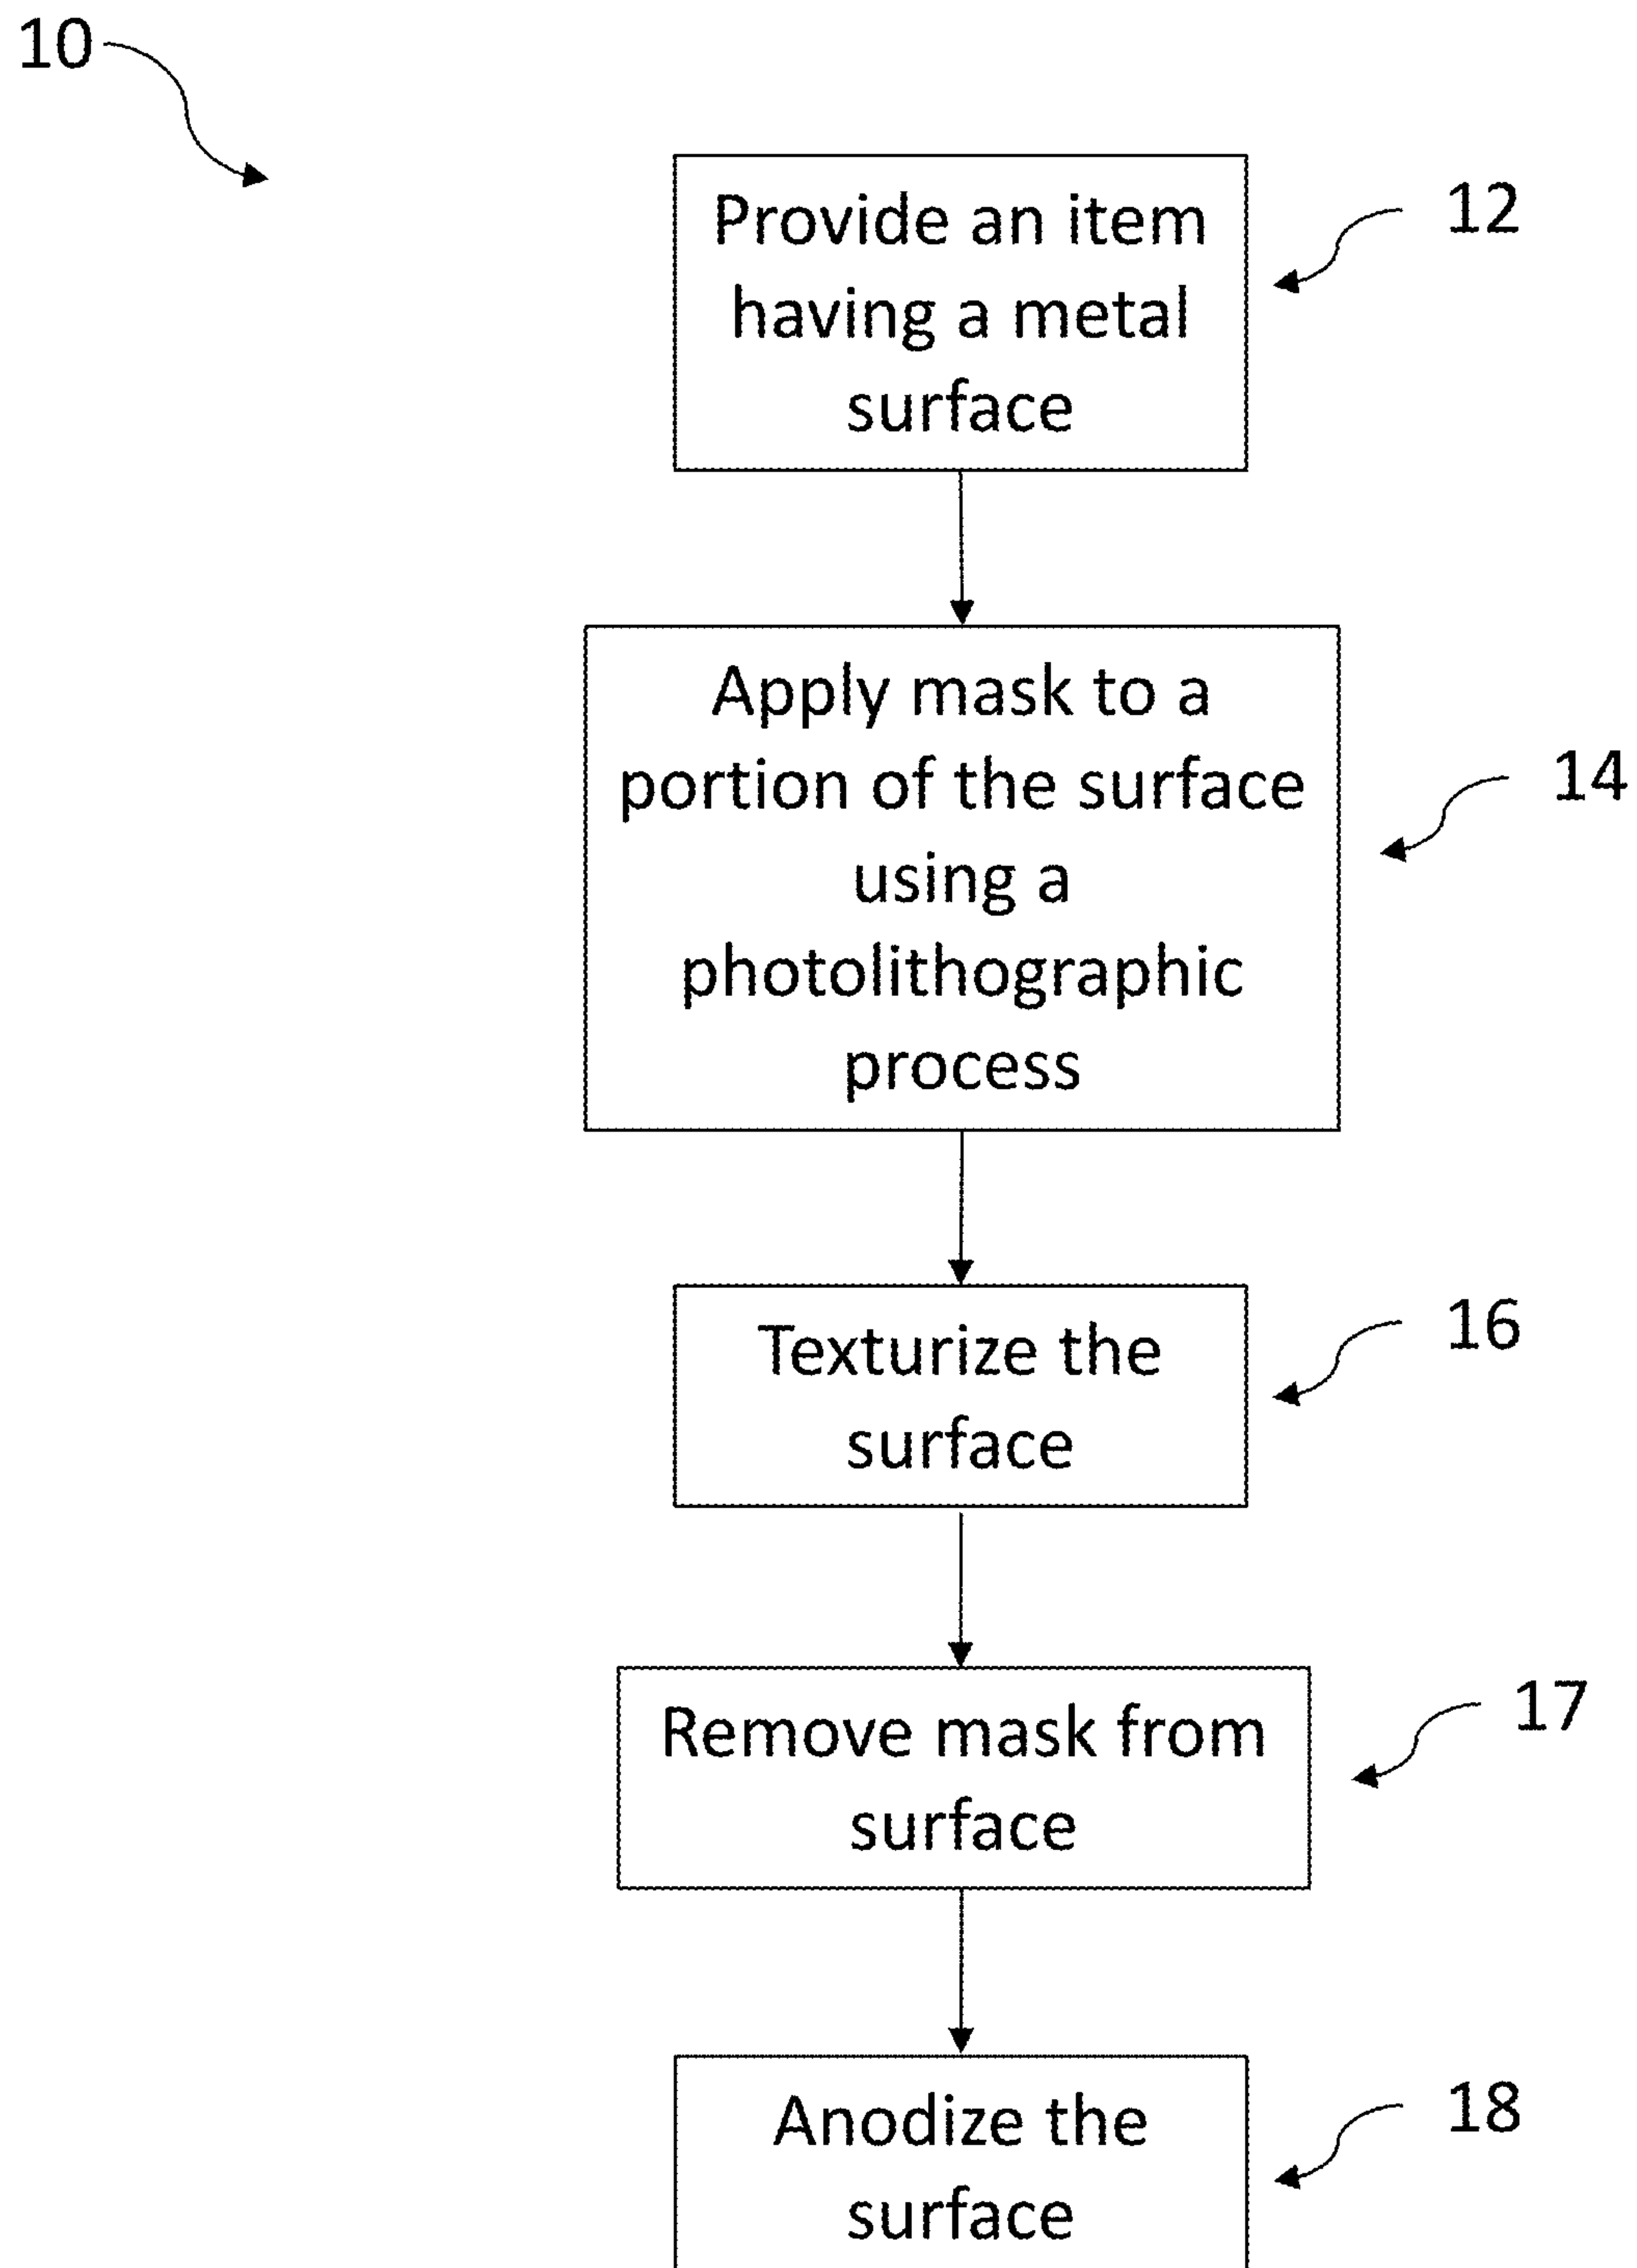 10
Provide an item
having a metal
surface
12
Apply mask to a
portion of the surface
using a
photolithographic
process
14
Texturize the
surface
16
Remove mask from
surface
17
Anodize the
surface
18